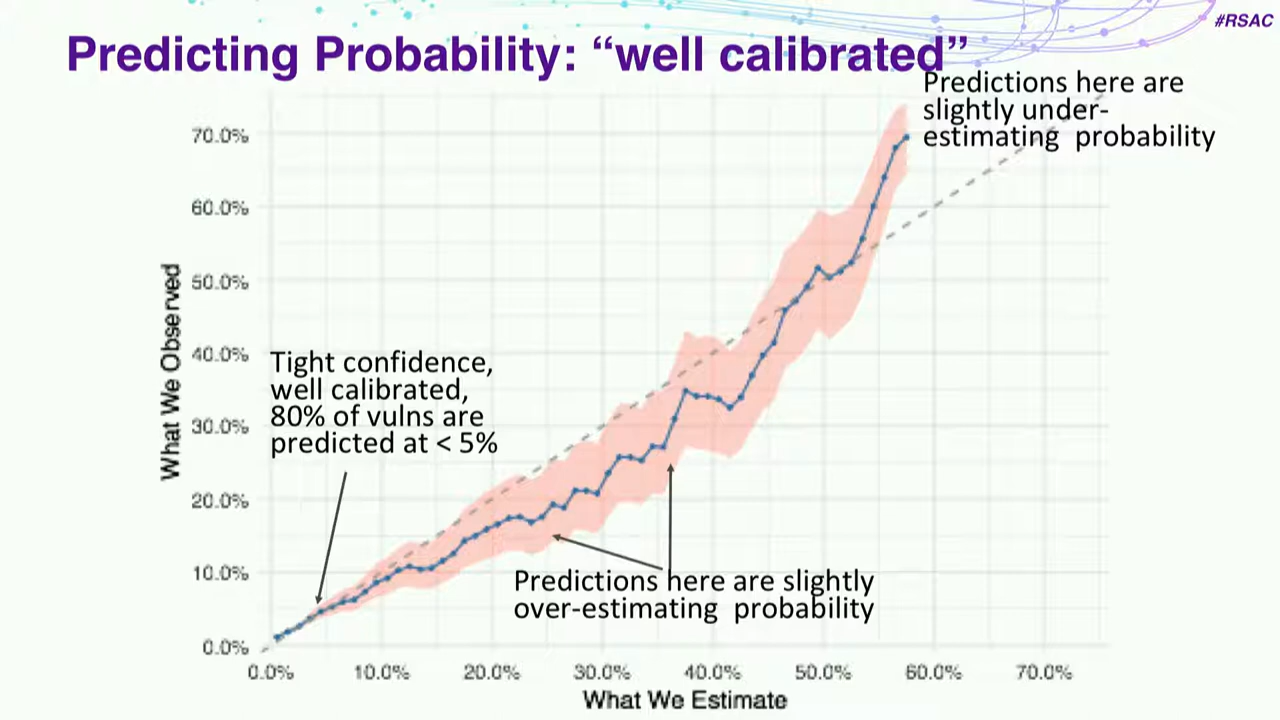 #RSAC
Predicting Probability: “well calibrated”
Predictions here are
slightly under-
estimating probability
70.0%
60.0%
50.0%
40.0%
30.0%
20.0%
10.0%
0.0%
What We Observed
Tight confidence,
well calibrated,
80% of vulns are
predicted at < 5%
Predictions here are slightly
over-estimating probability
0.0% 10.0% 20.0% 30.0% 40.0% 50.0% 60.0% 70.0%
What We Estimate